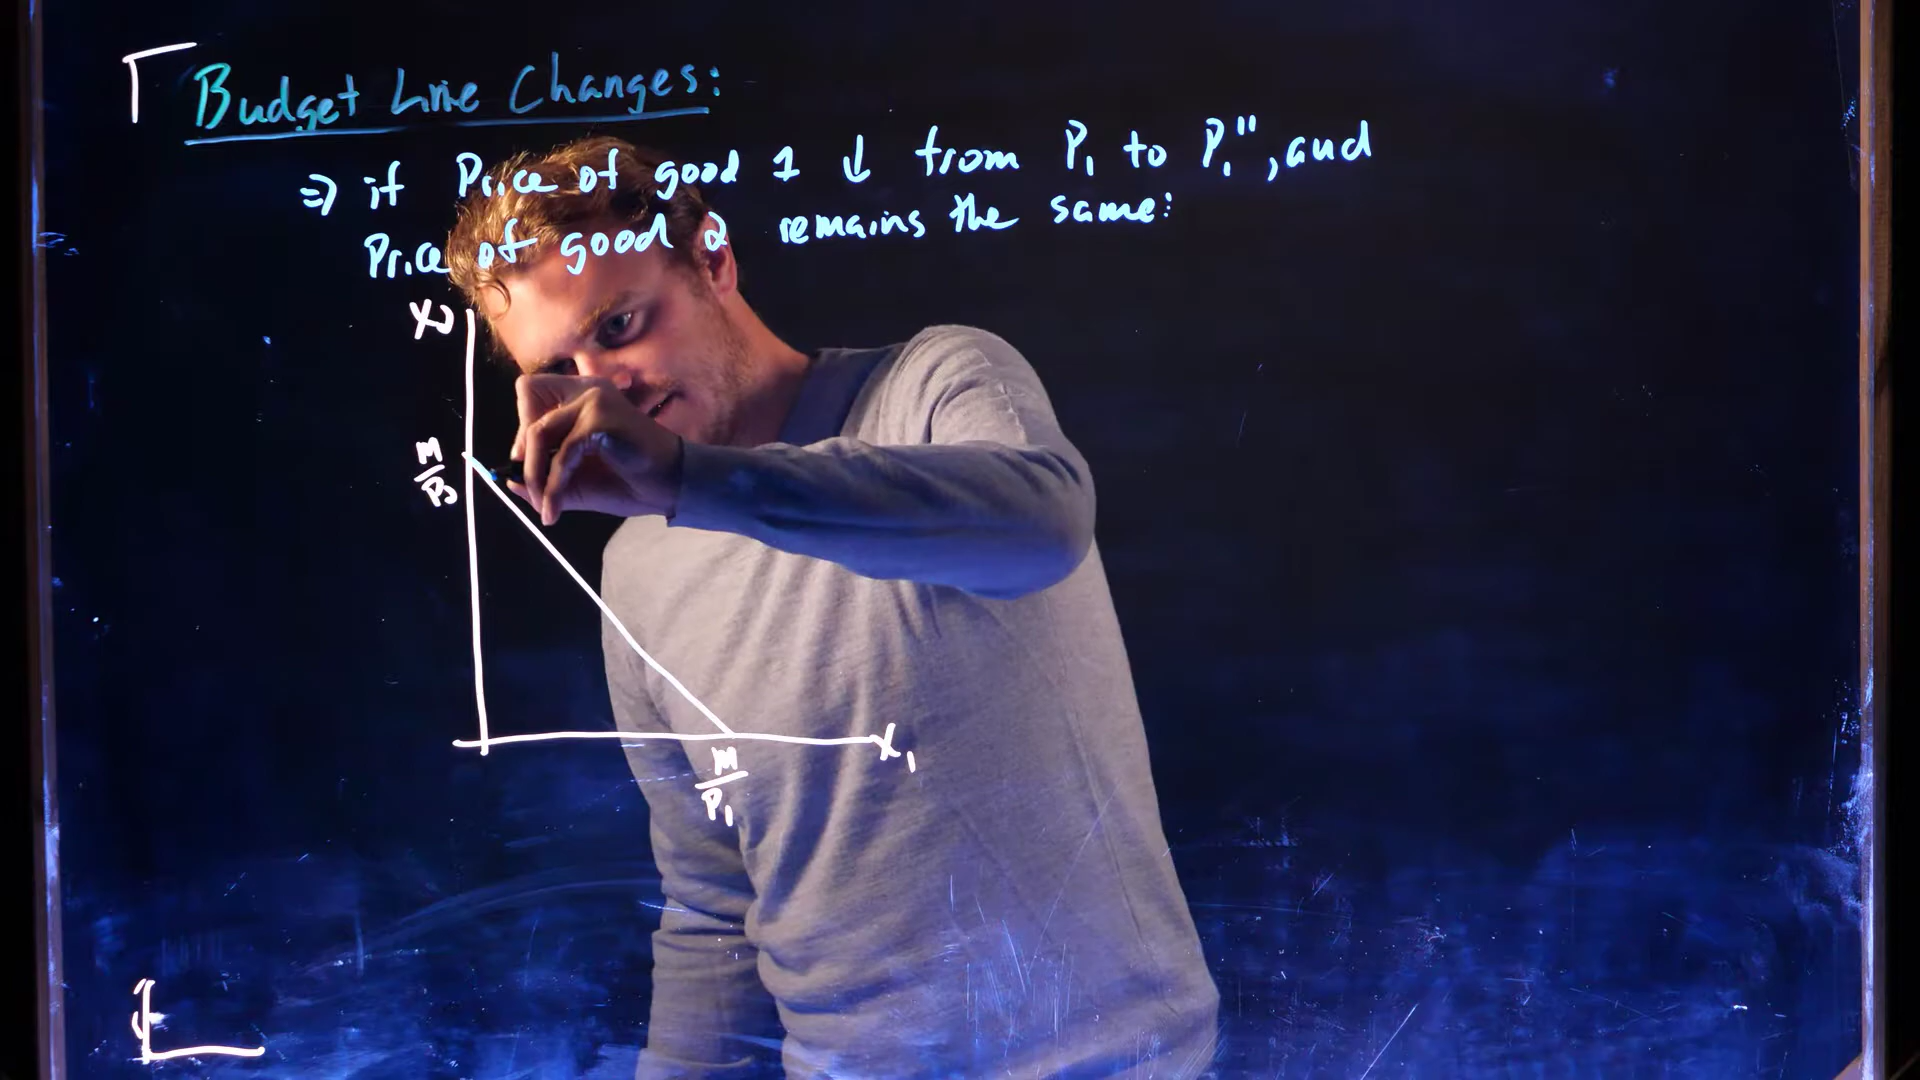 Budget Line Changes:
⇒ if Price of good 1 ↓ from P₁ to P₁", and
Price of good 2 remains the same:
X₂
M
P₂
X₁
M
P₁